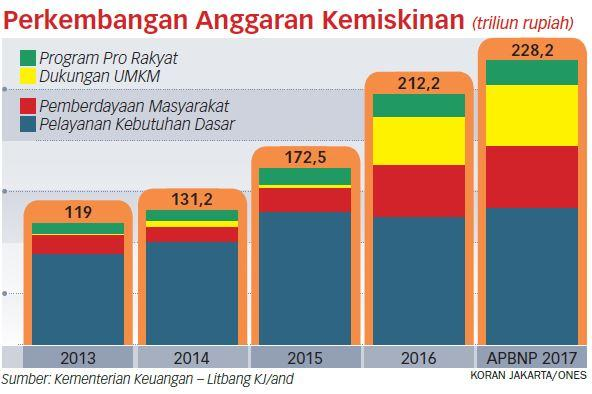 Perkembangan Anggaran Kemiskinan (triliun rupiah)
Program Pro Rakyat
Dukungan UMKM
Pemberdayaan Masyarakat
Pelayanan Kebutuhan Dasar
119
131,2
172,5
212,2
228,2
2013
2014
2015
2016
APBNP 2017
Sumber: Kementerian Keuangan – Litbang KJ/and
KORAN JAKARTA/ONES